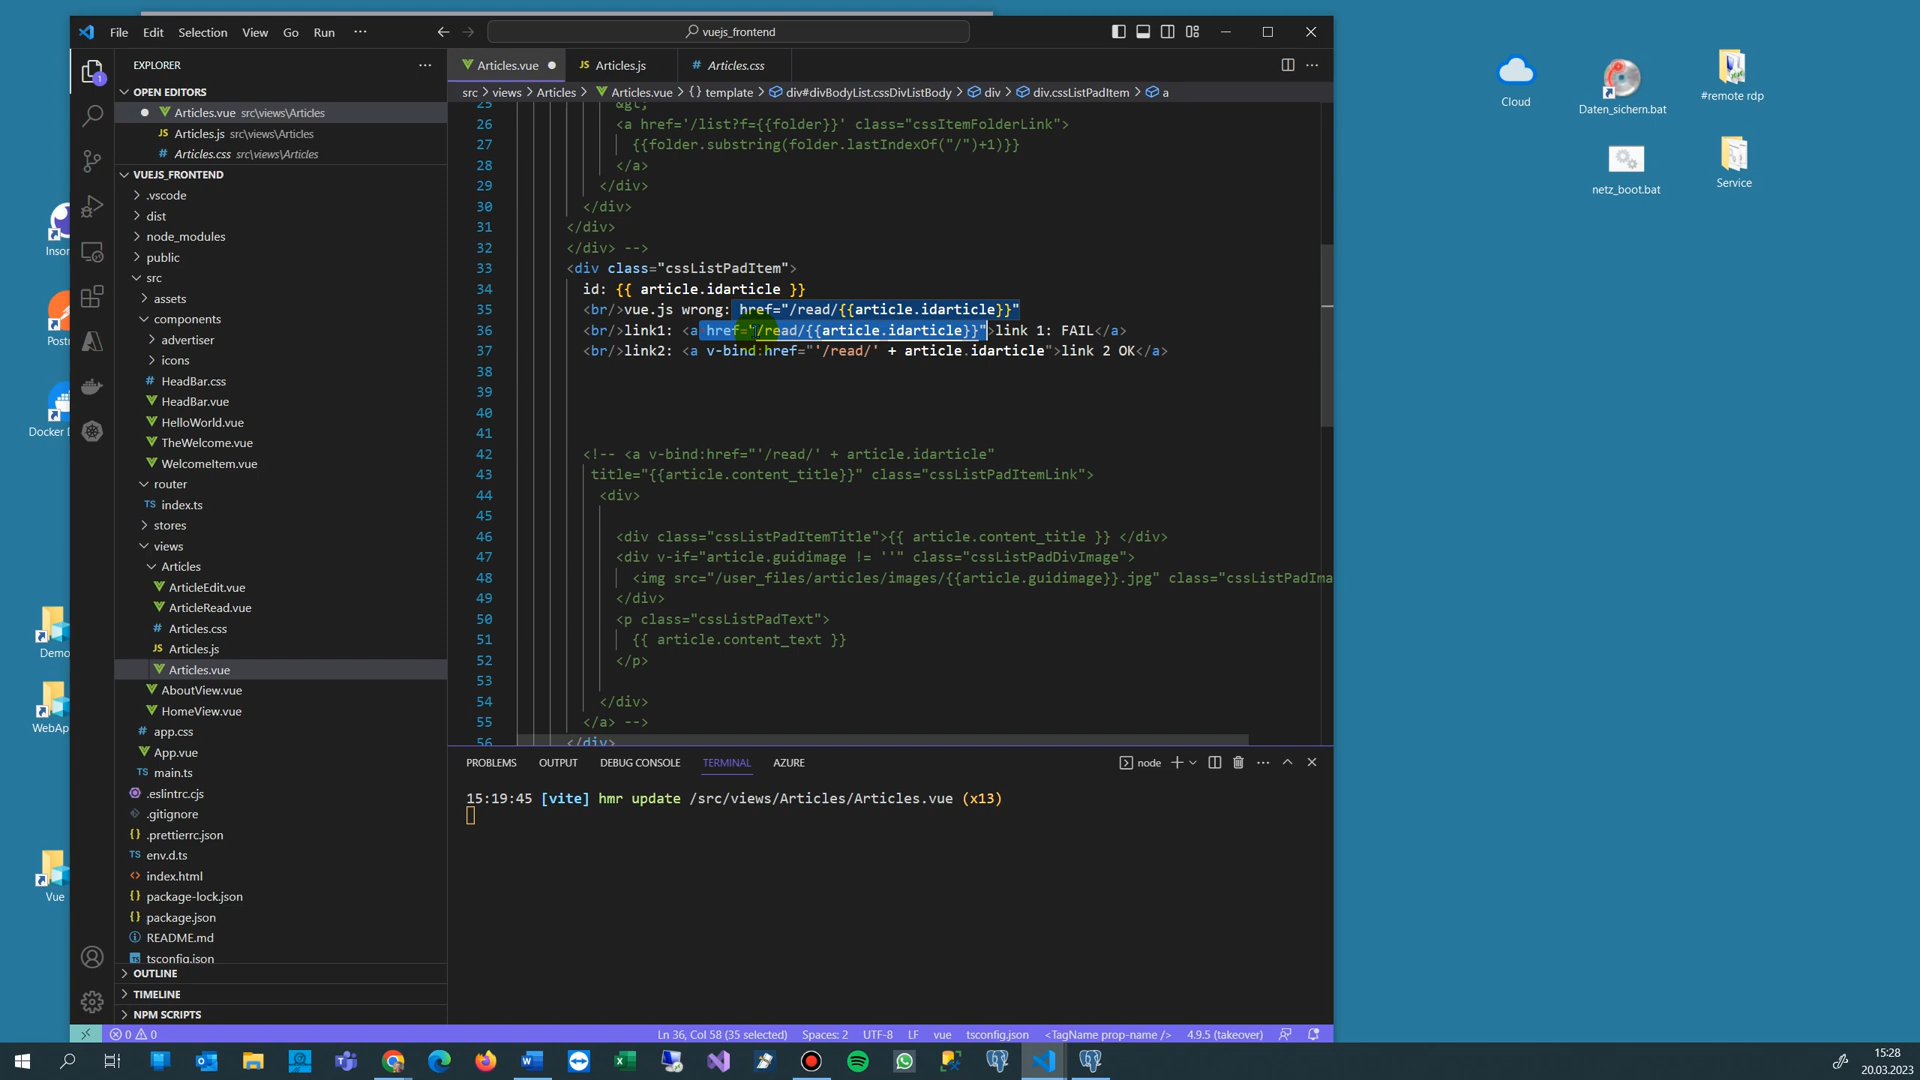 File Edit Selection View Go Run ··· vuejs_frontend
EXPLORER
OPEN EDITORS
Articles.vue src\views\Articles
Articles.js src\views\Articles
Articles.css src\views\Articles
VUEJS_FRONTEND
.vscode
dist
node_modules
public
src
assets
components
advertiser
icons
HeadBar.css
HeadBar.vue
HelloWorld.vue
TheWelcome.vue
WelcomeItem.vue
router
index.ts
stores
views
Articles
ArticleEdit.vue
ArticleRead.vue
Articles.css
Articles.js
Articles.vue
AboutView.vue
HomeView.vue
app.css
App.vue
main.ts
.eslintrc.cjs
.gitignore
.prettierrc.json
env.d.ts
index.html
package-lock.json
package.json
README.md
tsconfig.json
OUTLINE
TIMELINE
NPM SCRIPTS
Articles.vue Articles.js Articles.css
src > views > Articles > Articles.vue > {} template > div#divBodyList.cssDivListBody > div > div.cssListPadItem > a
25 &gt;
26 <a href='/list?f={{folder}}' class="cssItemFolderLink">
27 {{folder.substring(folder.lastIndexOf("/")+1)}}
28 </a>
29 </div>
30 </div>
31 </div>
32 </div> -->
33 <div class="cssListPadItem">
34 id: {{ article.idarticle }}
35 <br/>vue.js wrong: href="/read/{{article.idarticle}}"
36 <br/>link1: <a href="/read/{{article.idarticle}}">link 1: FAIL</a>
37 <br/>link2: <a v-bind:href="'/read/' + article.idarticle">link 2 OK</a>
38
39
40
41
42 <!-- <a v-bind:href="'/read/' + article.idarticle"
43 title="{{article.content_title}}" class="cssListPadItemLink">
44 <div>
45
46 <div class="cssListPadItemTitle">{{ article.content_title }} </div>
47 <div v-if="article.guidimage != ''" class="cssListPadDivImage">
48 <img src="/user_files/articles/images/{{article.guidimage}}.jpg" class="cssListPadIma
49 </div>
50 <p class="cssListPadText">
51 {{ article.content_text }}
52 </p>
53
54 </div>
55 </a> -->
56 </div>
PROBLEMS OUTPUT DEBUG CONSOLE TERMINAL AZURE node
15:19:45 [vite] hmr update /src/views/Articles/Articles.vue (x13)
0 0 Ln 36, Col 58 (35 selected) Spaces: 2 UTF-8 LF vue tsconfig.json <TagName prop-name /> 4.9.5 (takeover)
Cloud
Daten_sichern.bat
#remote rdp
netz_boot.bat
Service
Inson
Postn
Docker D
Demo
WebAp
Vue
15:28
20.03.2023